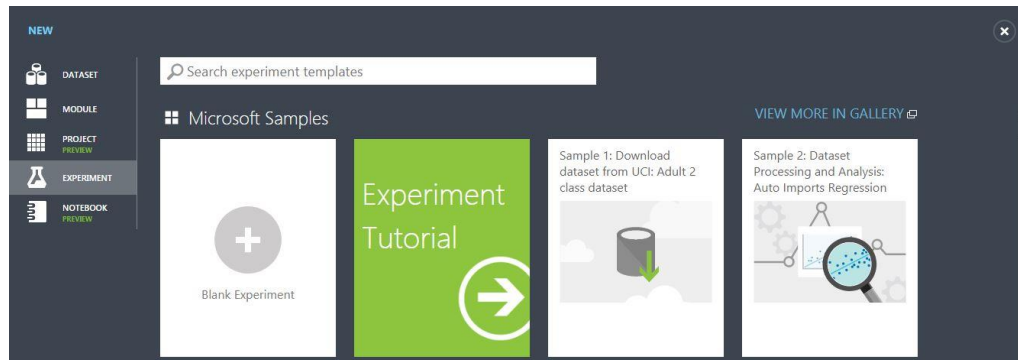 NEW
DATASET
MODULE
PROJECT
PREVIEW
EXPERIMENT
NOTEBOOK
PREVIEW
Search experiment templates
Microsoft Samples
VIEW MORE IN GALLERY
Blank Experiment
Experiment
Tutorial
Sample 1: Download
dataset from UCI: Adult 2
class dataset
Sample 2: Dataset
Processing and Analysis:
Auto Imports Regression